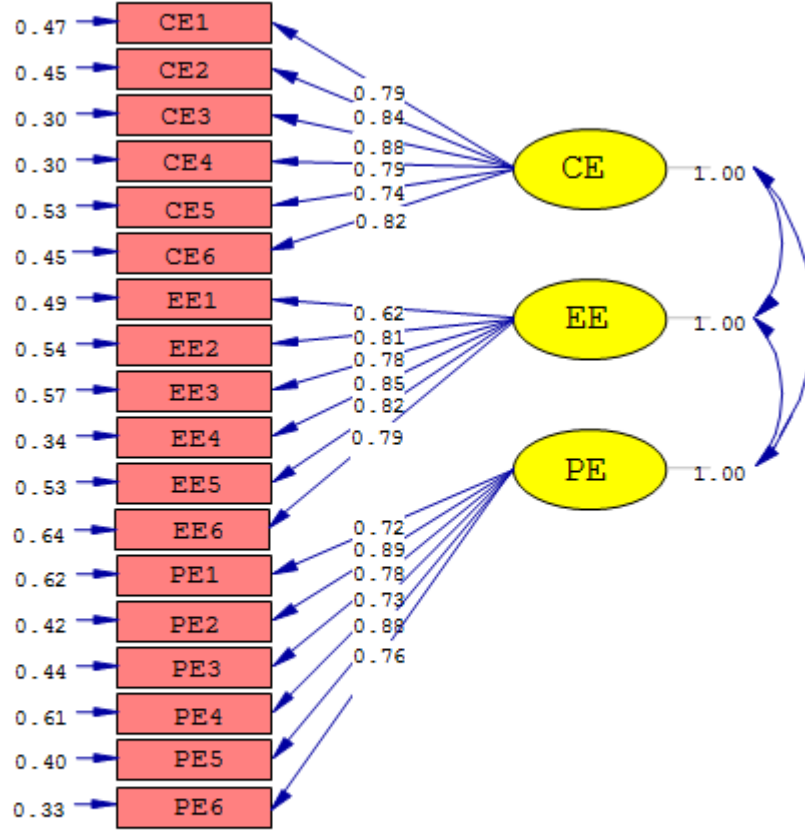 0.47 CE1
0.45 CE2
0.30 CE3
0.30 CE4
0.53 CE5
0.45 CE6
0.49 EE1
0.54 EE2
0.57 EE3
0.34 EE4
0.53 EE5
0.64 EE6
0.62 PE1
0.42 PE2
0.44 PE3
0.61 PE4
0.40 PE5
0.33 PE6
0.79
0.84
0.88
0.79
0.74
0.82
0.62
0.81
0.78
0.85
0.82
0.79
0.72
0.89
0.78
0.73
0.88
0.76
CE 1.00
EE 1.00
PE 1.00